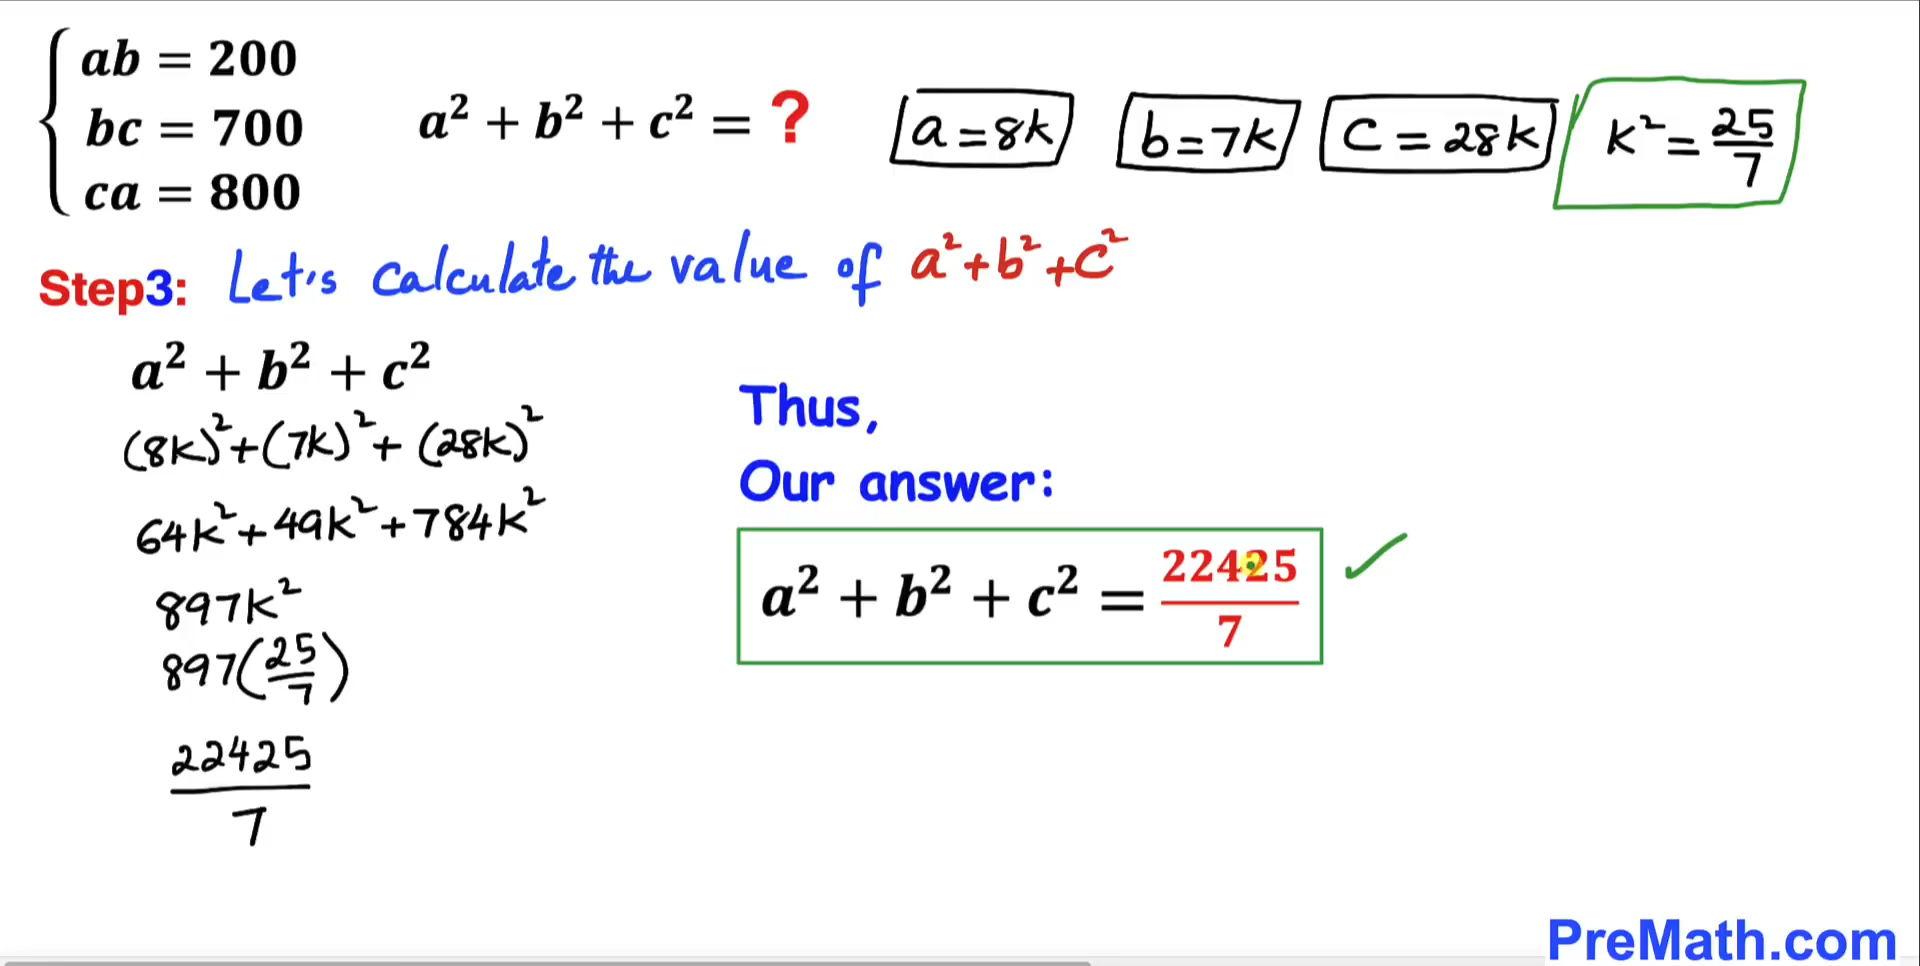 ab = 200
bc = 700
ca = 800
a² + b² + c² = ?
a = 8k
b = 7k
c = 28k
k² = 25/7
Step3: Let's calculate the value of a² + b² + c²
a² + b² + c²
(8k)² + (7k)² + (28k)²
64k² + 49k² + 784k²
897k²
897(25/7)
22425/7
Thus,
Our answer:
a² + b² + c² = 22425/7
PreMath.com